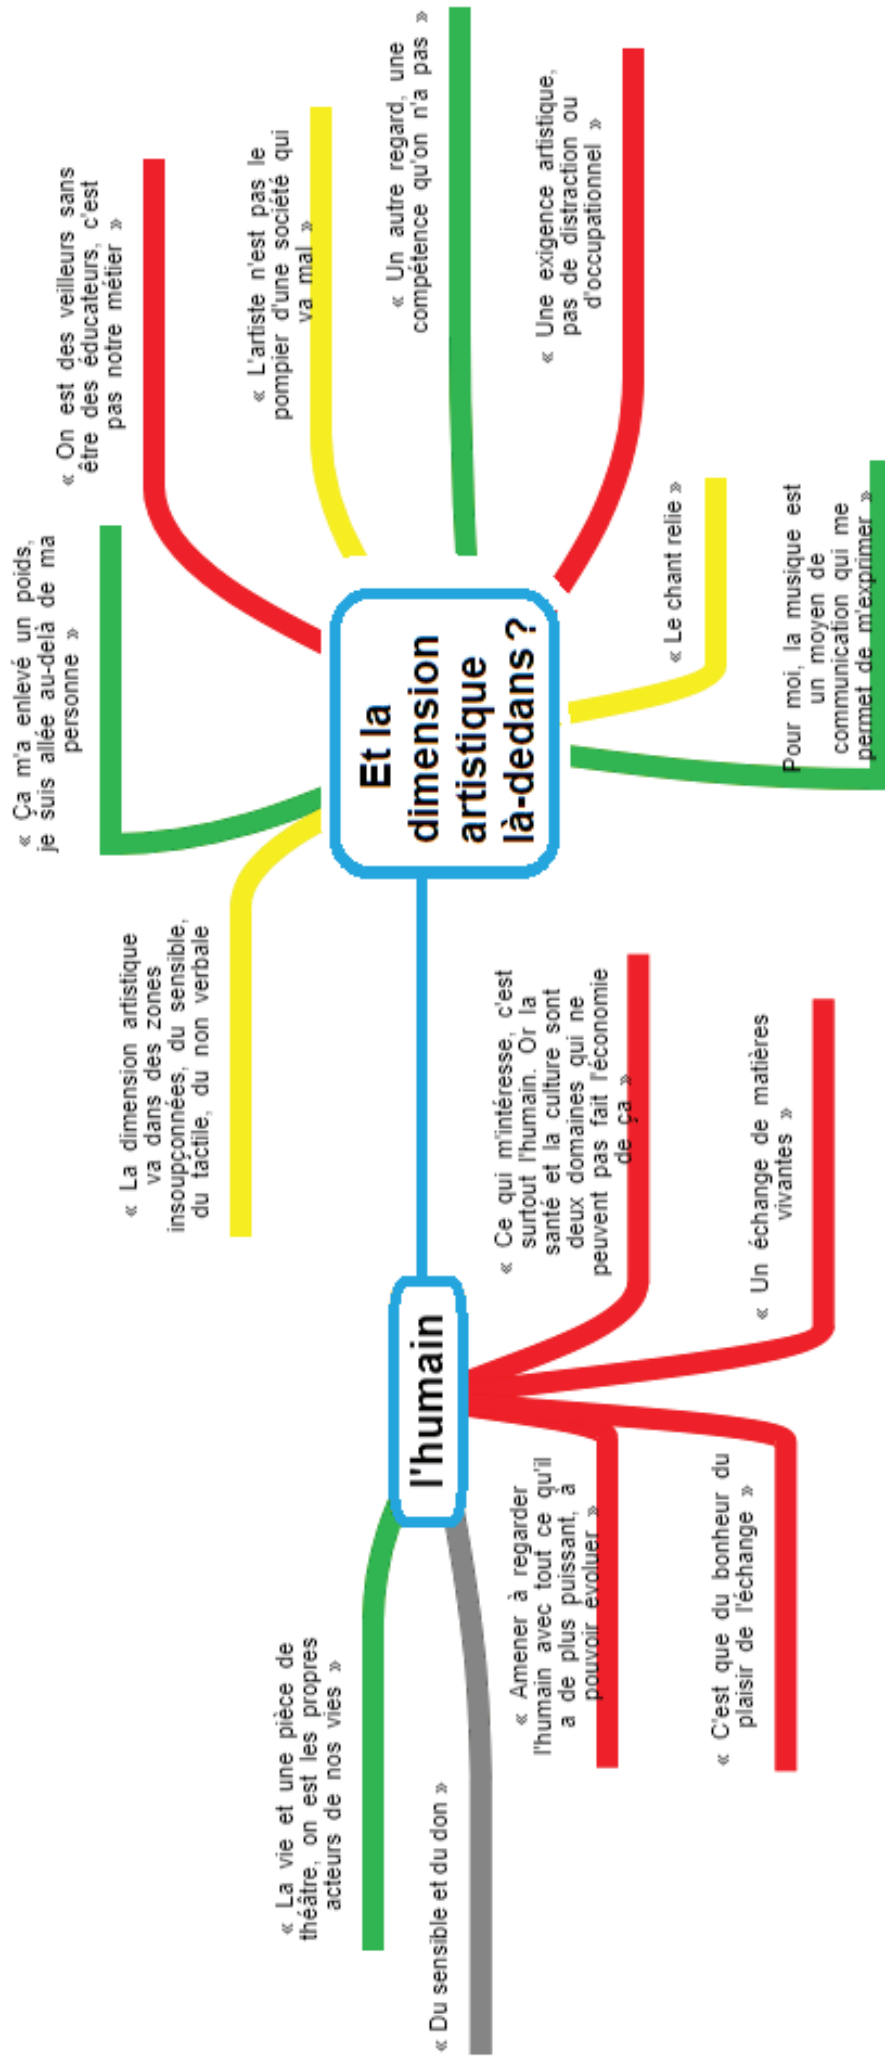 « La vie et une pièce de
théâtre, on est les propres
acteurs de nos vies »
« Du sensible et du don »
l'humain
« Amener à regarder
l'humain avec tout ce qu'il
a de plus puissant, à
pouvoir évoluer »
« C'est que du bonheur du
plaisir de l'échange »
« Ce qui m'intéresse, c'est
surtout l'humain. Or la
santé et la culture sont
deux domaines qui ne
peuvent pas fait l'économie
de ça »
« Un échange de matières
vivantes »
« La dimension artistique
va dans des zones
insoupçonnées, du sensible,
du tactile, du non verbale
« Ça m'a enlevé un poids,
je suis allée au-delà de ma
personne »
Et la
dimension
artistique
là-dedans ?
« On est des veilleurs sans
être des éducateurs, c'est
pas notre métier »
« L'artiste n'est pas le
pompier d'une société qui
va mal »
« Un autre regard, une
compétence qu'on n'a pas »
« Une exigence artistique,
pas de distraction ou
d'occupationnel »
« Le chant relie »
Pour moi, la musique est
un moyen de
communication qui me
permet de m'exprimer »